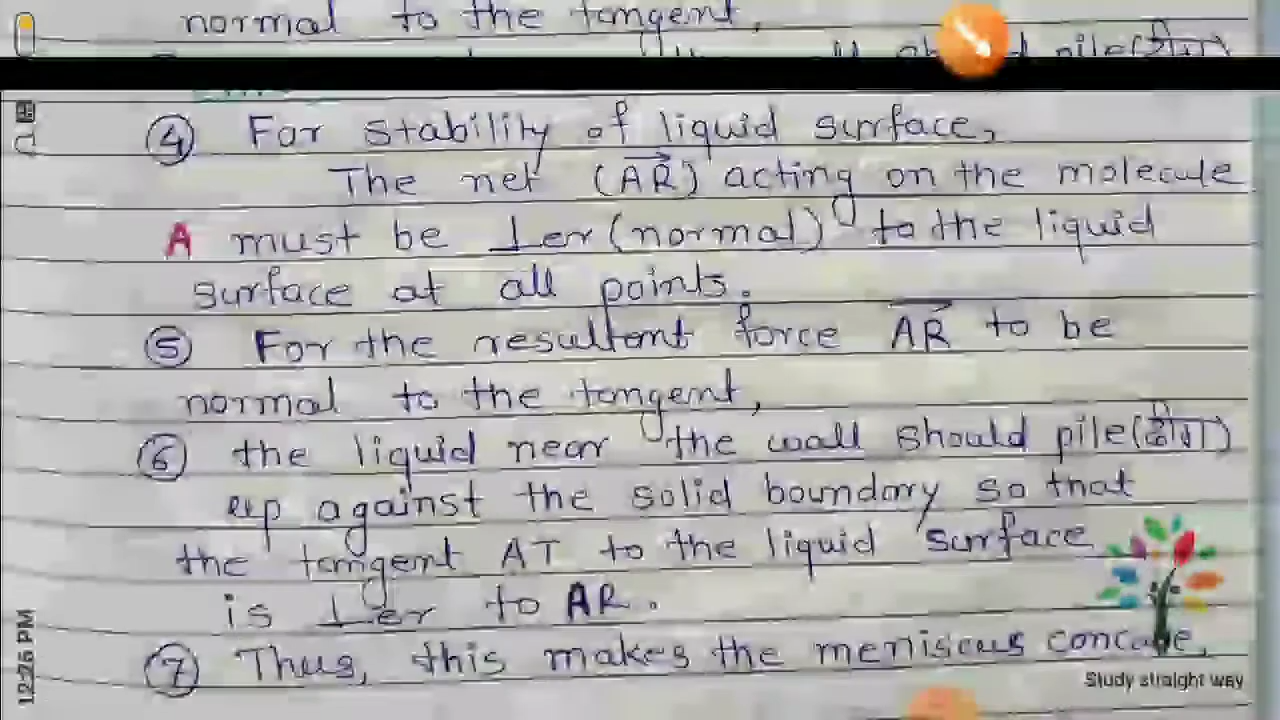 normal to the tangent,
④ For stability of liquid surface,
The net (AR) acting on the molecule
A must be ⊥er (normal) to the liquid
surface at all points.
⑤ For the resultant force AR to be
normal to the tangent,
⑥ the liquid near the wall should pile
up against the solid boundary so that
the tangent AT to the liquid surface
is ⊥er to AR.
⑦ Thus, this makes the meniscus concave.
Study straight way
12:26 PM